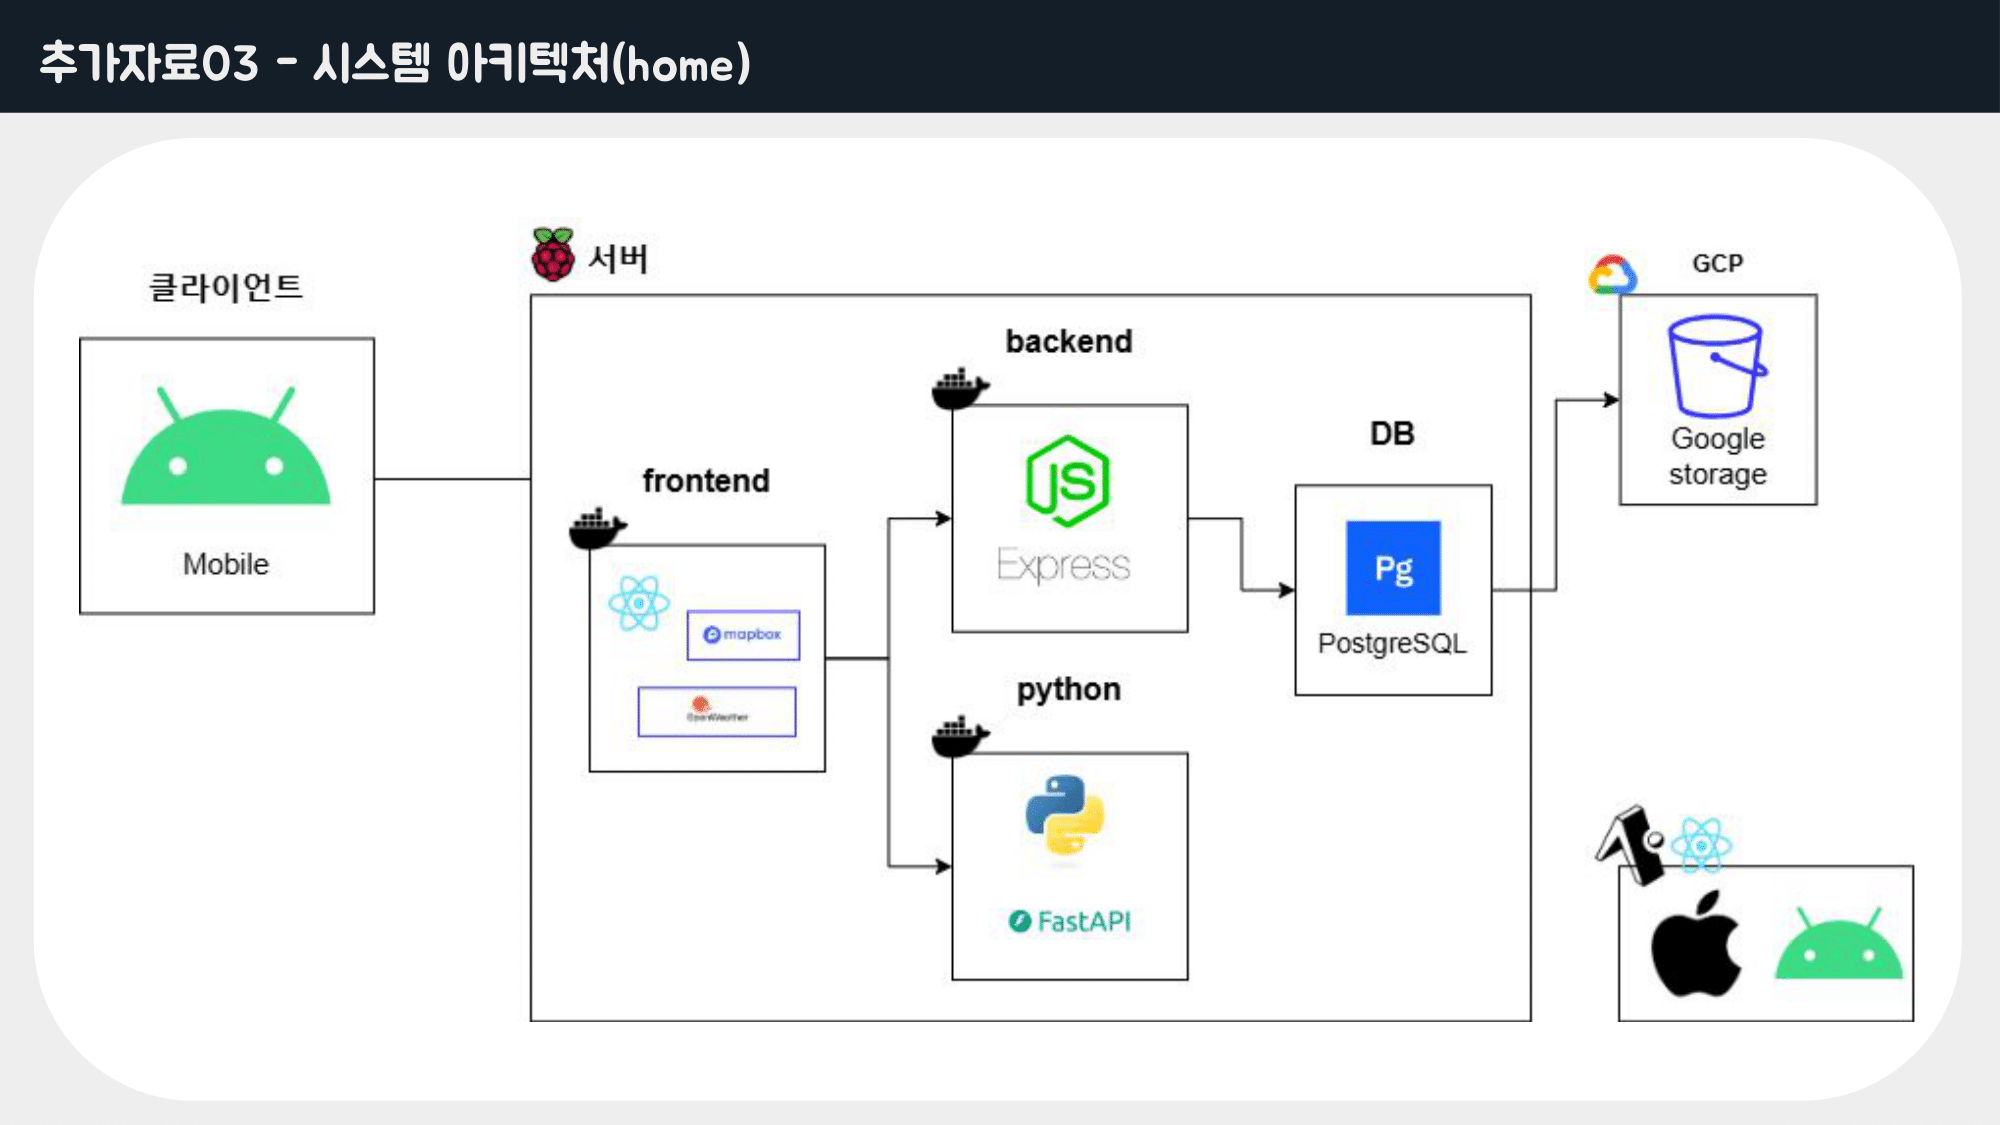 추가자료03 - 시스템 아키텍처(home)
클라이언트
Mobile
서버
frontend
mapbox
OpenWeather
backend
JS
Express
python
FastAPI
DB
Pg
PostgreSQL
GCP
Google
storage